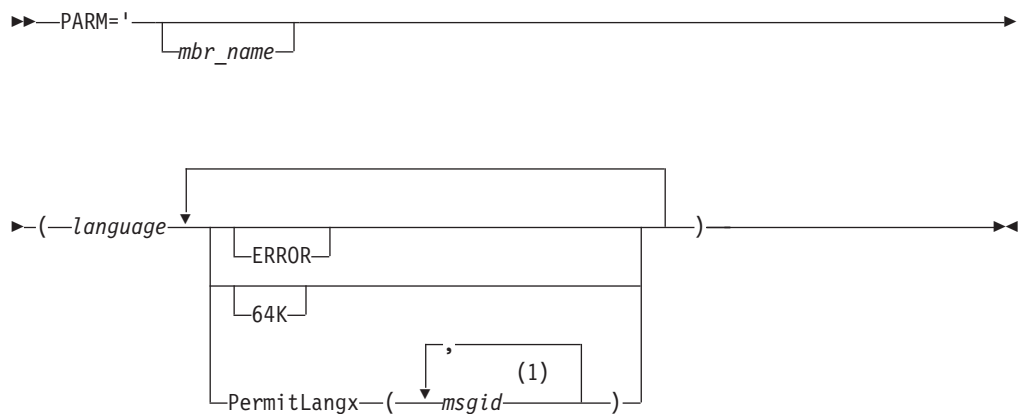 PARM='
mbr_name
( language )
ERROR
64K
,
(1)
PermitLangx ( msgid )